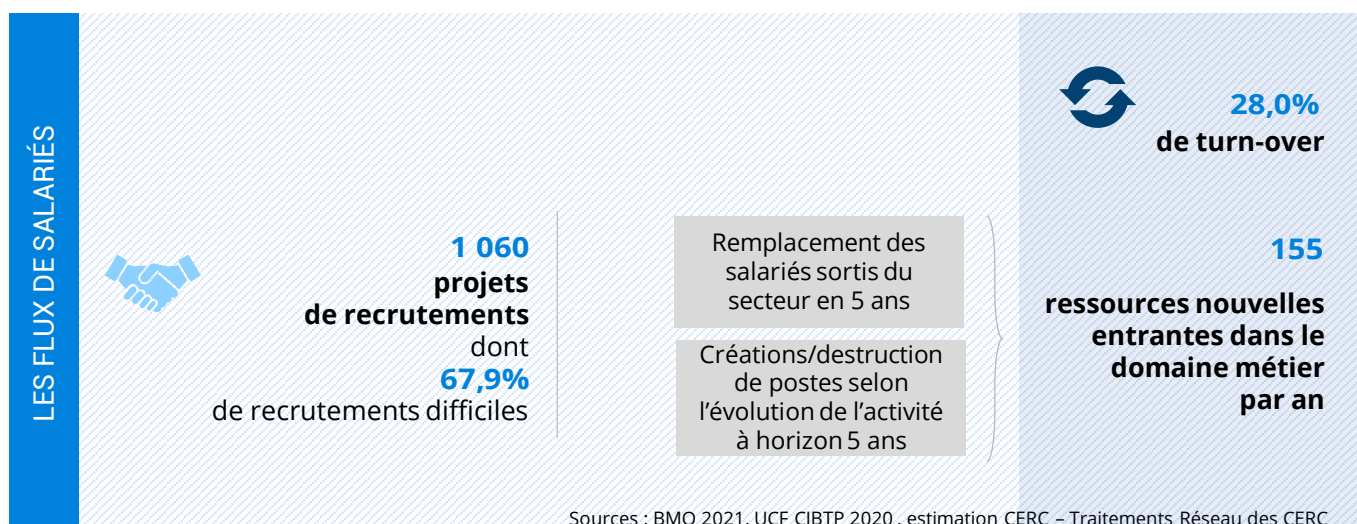 LES FLUX DE SALARIÉS
1 060
projets
de recrutements
dont
67,9%
de recrutements difficiles
Remplacement des
salariés sortis du
secteur en 5 ans
Créations/destruction
de postes selon
l’évolution de l’activité
à horizon 5 ans
28,0%
de turn-over
155
ressources nouvelles
entrantes dans le
domaine métier
par an
Sources : BMO 2021, UCF CIBTP 2020 , estimation CERC – Traitements Réseau des CERC